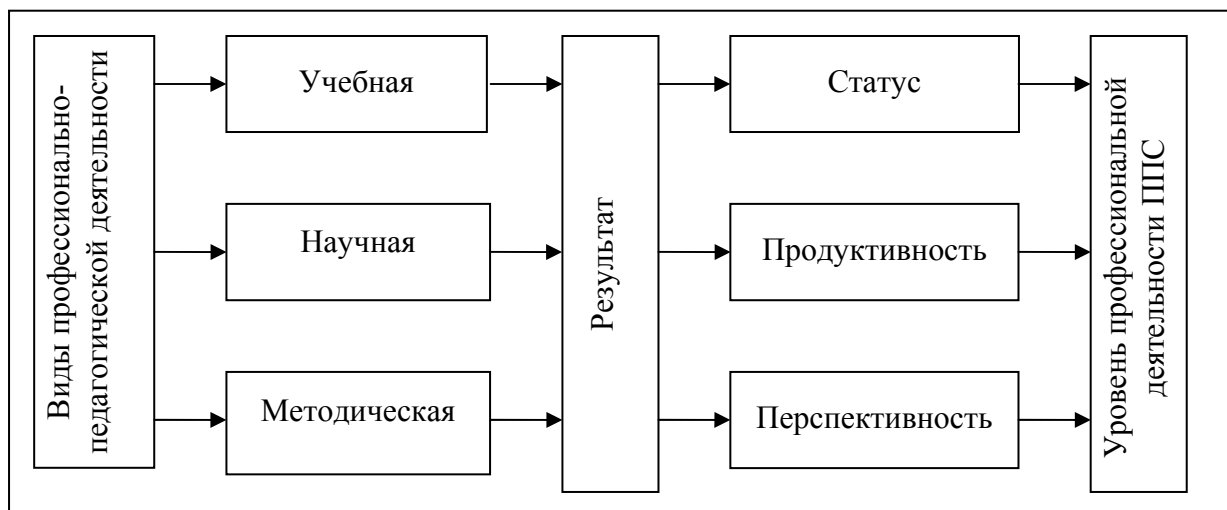 Виды профессионально-
педагогической деятельности
Учебная
Научная
Методическая
Результат
Статус
Продуктивность
Перспективность
Уровень профессиональной
деятельности ППС